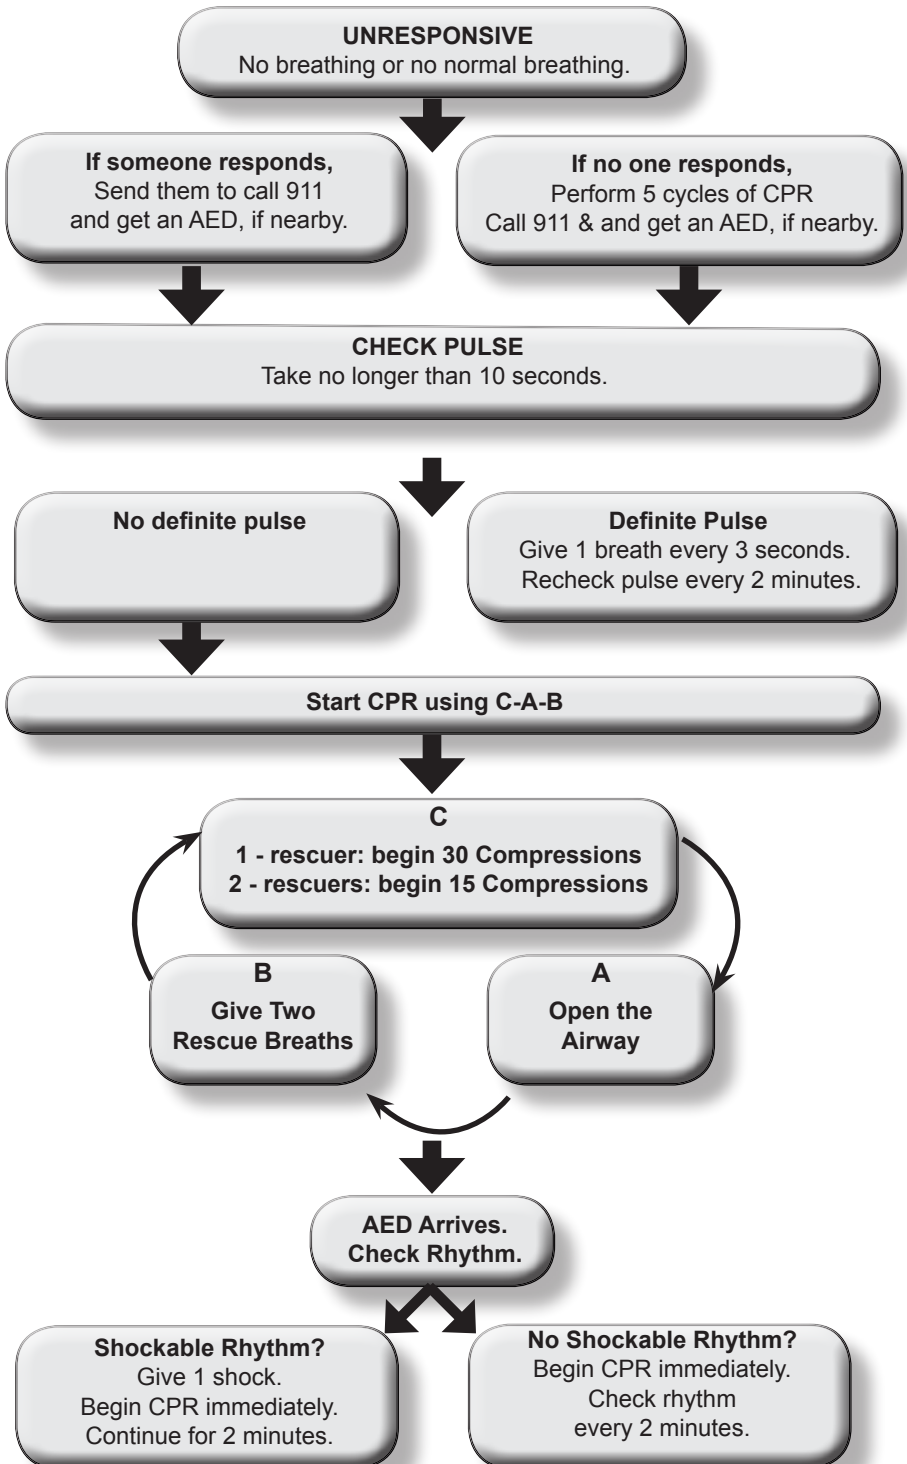 UNRESPONSIVE
No breathing or no normal breathing.
If someone responds,
Send them to call 911
and get an AED, if nearby.
If no one responds,
Perform 5 cycles of CPR
Call 911 & and get an AED, if nearby.
CHECK PULSE
Take no longer than 10 seconds.
No definite pulse
Definite Pulse
Give 1 breath every 3 seconds.
Recheck pulse every 2 minutes.
Start CPR using C-A-B
C
1 - rescuer: begin 30 Compressions
2 - rescuers: begin 15 Compressions
B
Give Two
Rescue Breaths
A
Open the
Airway
AED Arrives.
Check Rhythm.
Shockable Rhythm?
Give 1 shock.
Begin CPR immediately.
Continue for 2 minutes.
No Shockable Rhythm?
Begin CPR immediately.
Check rhythm
every 2 minutes.